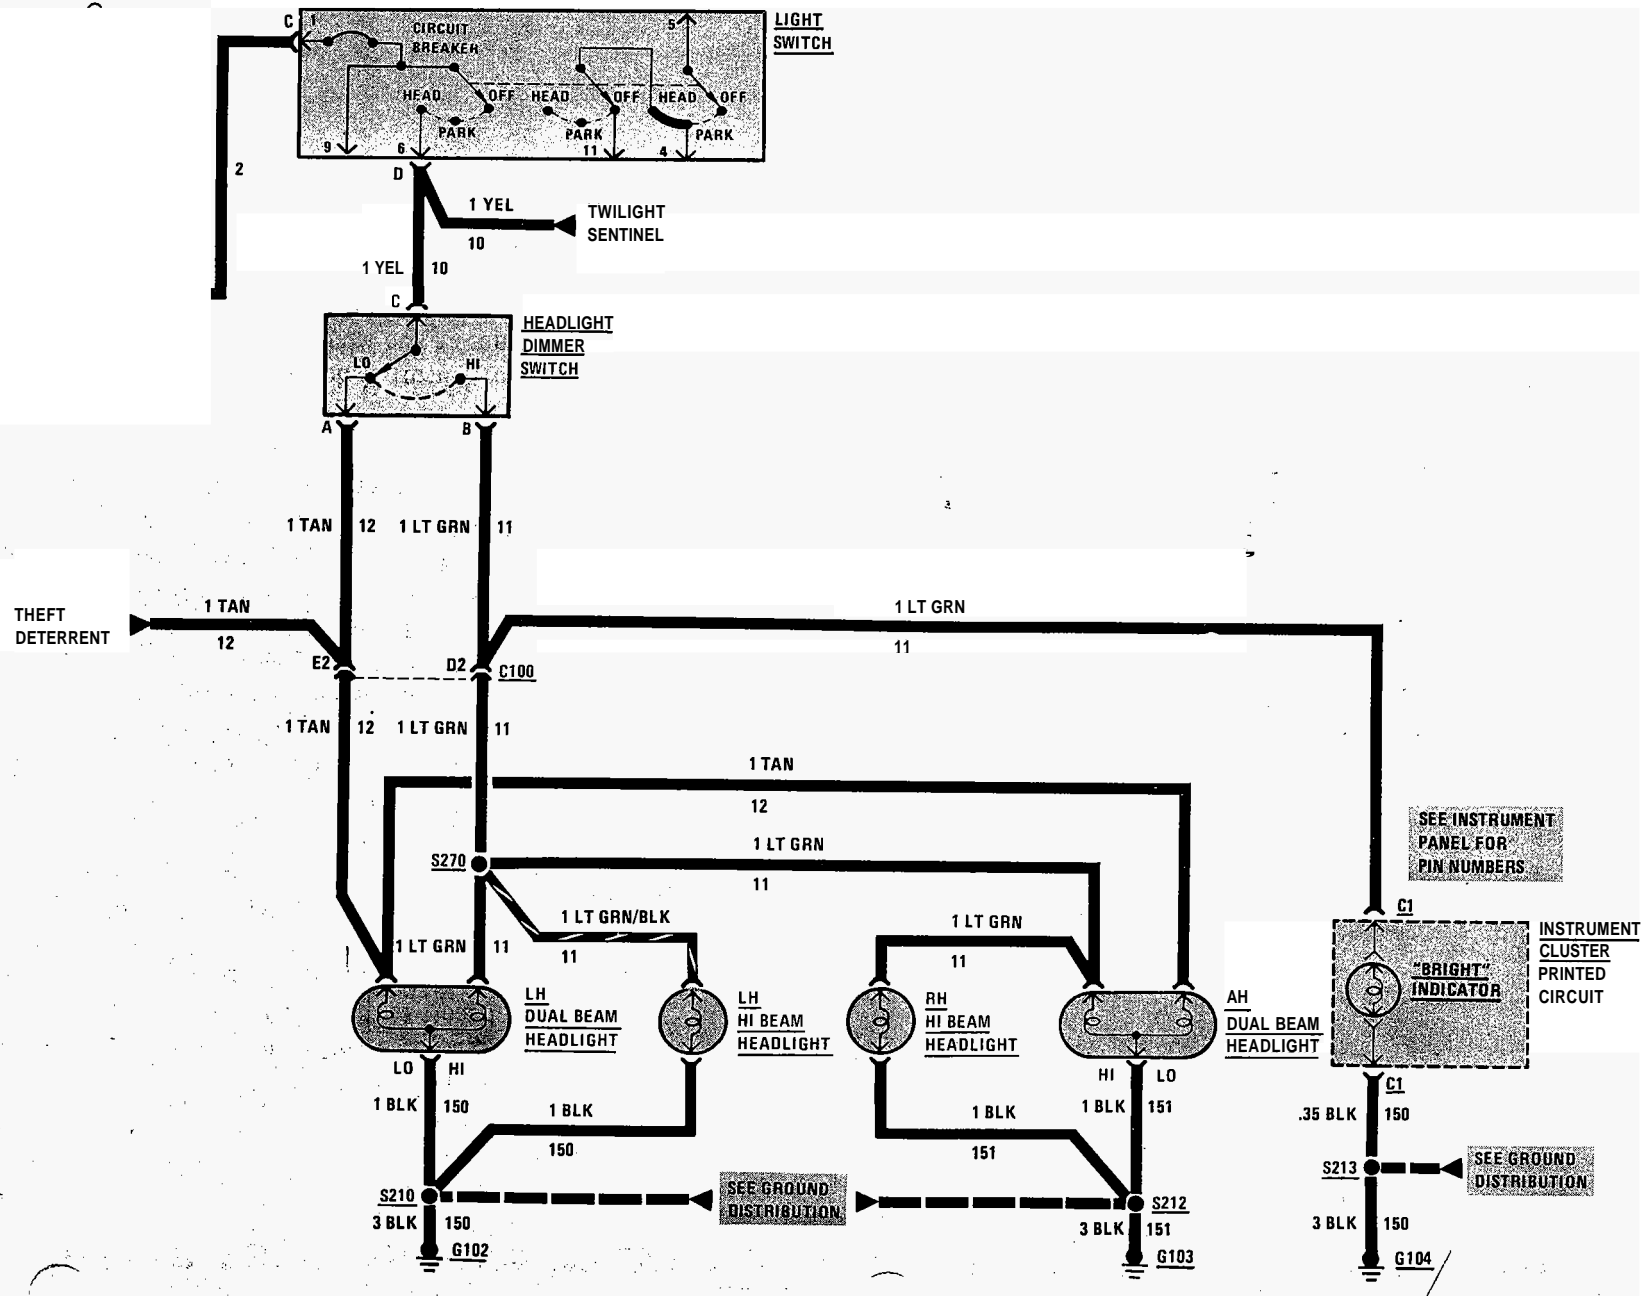 C
1
CIRCUIT
BREAKER
5
LIGHT
SWITCH
HEAD
OFF
PARK
HEAD
OFF
PARK
HEAD
OFF
PARK
9
6
11
4
2
D
1 YEL
10
TWILIGHT
SENTINEL
1 YEL
10
C
HEADLIGHT
DIMMER
SWITCH
LO
HI
A
B
1 TAN
12
1 LT GRN
11
THEFT
DETERRENT
1 TAN
12
1 LT GRN
11
E2
D2
C100
1 TAN
12
1 LT GRN
11
1 TAN
12
S270
1 LT GRN
11
SEE INSTRUMENT
PANEL FOR
PIN NUMBERS
1 LT GRN/BLK
11
1 LT GRN
11
1 LT GRN
11
C1
INSTRUMENT
CLUSTER
PRINTED
CIRCUIT
"BRIGHT"
INDICATOR
LH
DUAL BEAM
HEADLIGHT
LH
HI BEAM
HEADLIGHT
RH
HI BEAM
HEADLIGHT
AH
DUAL BEAM
HEADLIGHT
LO
HI
HI
LO
C1
1 BLK
150
1 BLK
150
1 BLK
151
1 BLK
151
.35 BLK
150
S210
SEE GROUND
DISTRIBUTION
S212
S213
SEE GROUND
DISTRIBUTION
3 BLK
150
3 BLK
151
3 BLK
150
G102
G103
G104